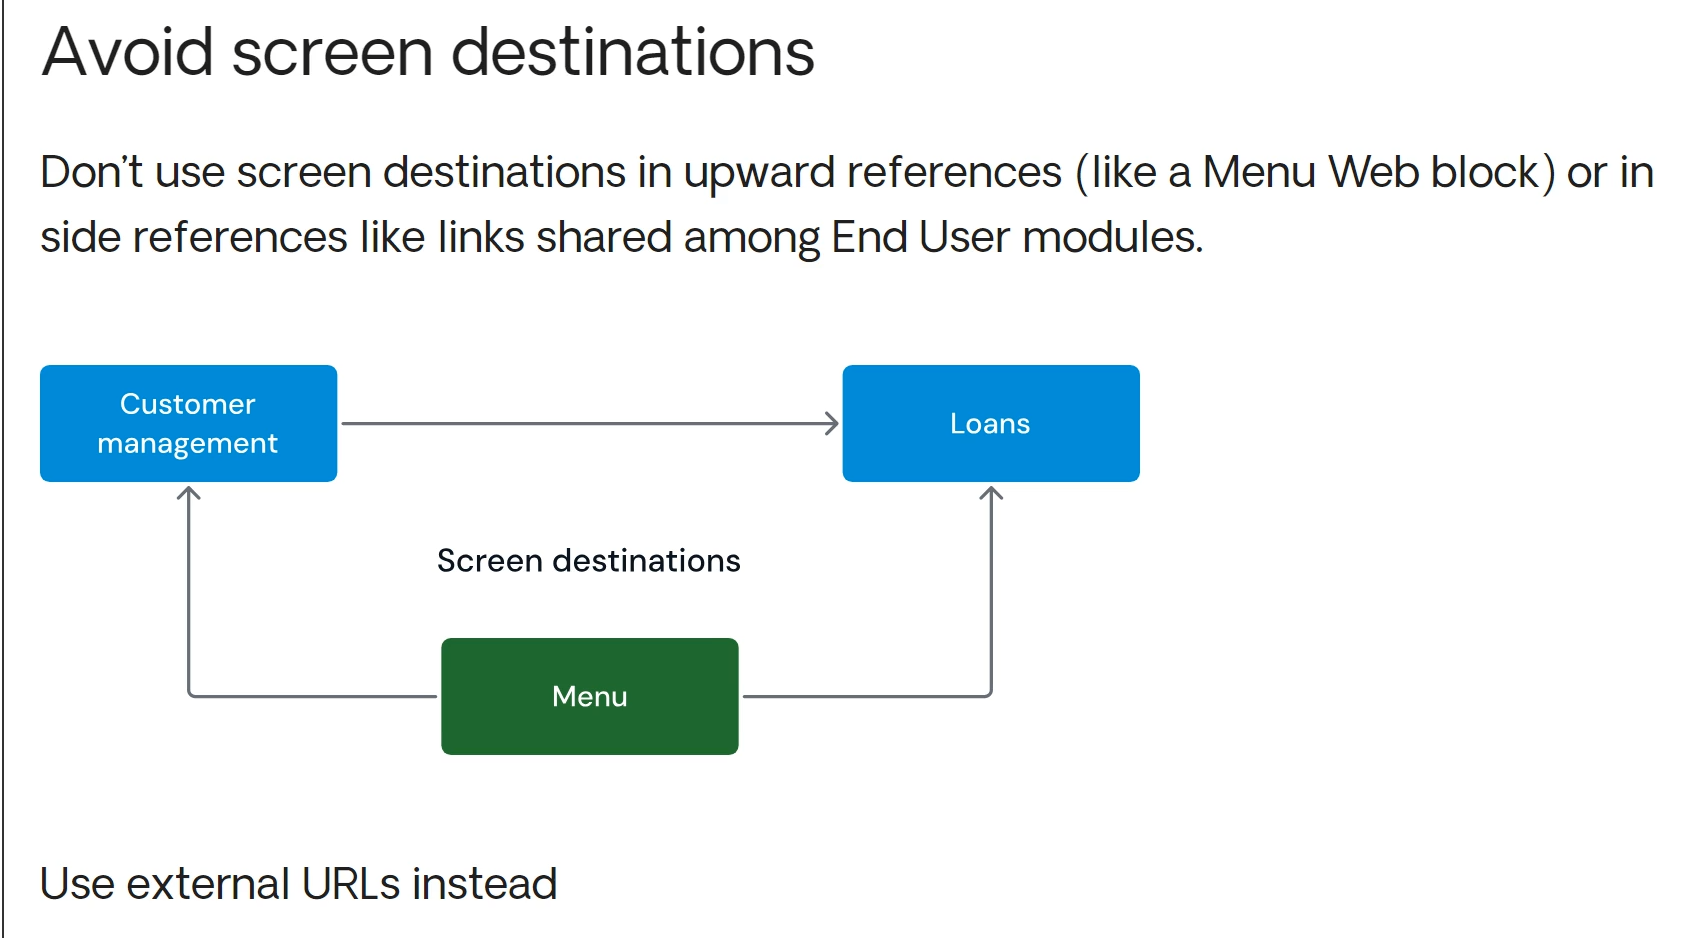 Avoid screen destinations
Don’t use screen destinations in upward references (like a Menu Web block) or in
side references like links shared among End User modules.
Customer
management
Loans
Screen destinations
Menu
Use external URLs instead